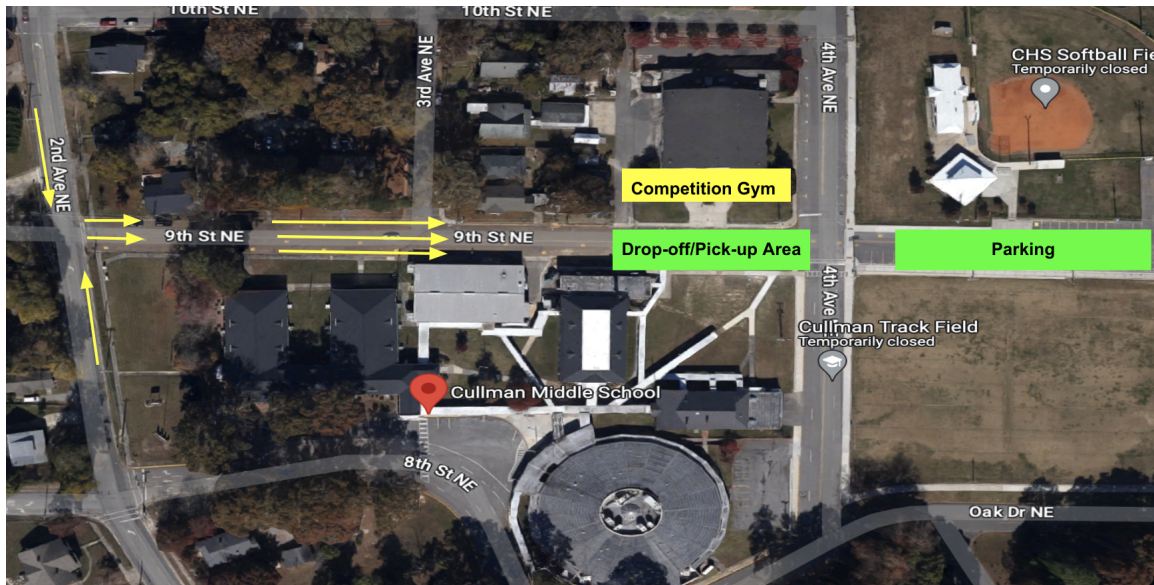 10th St NE
10th St NE
3rd Ave NE
4th Ave NE
CHS Softball Fie
Temporarily closed
2nd Ave NE
Competition Gym
9th St NE
9th St NE
Drop-off/Pick-up Area
Parking
4th Ave
Cullman Track Field
Temporarily closed
Cullman Middle School
8th St NE
Oak Dr NE